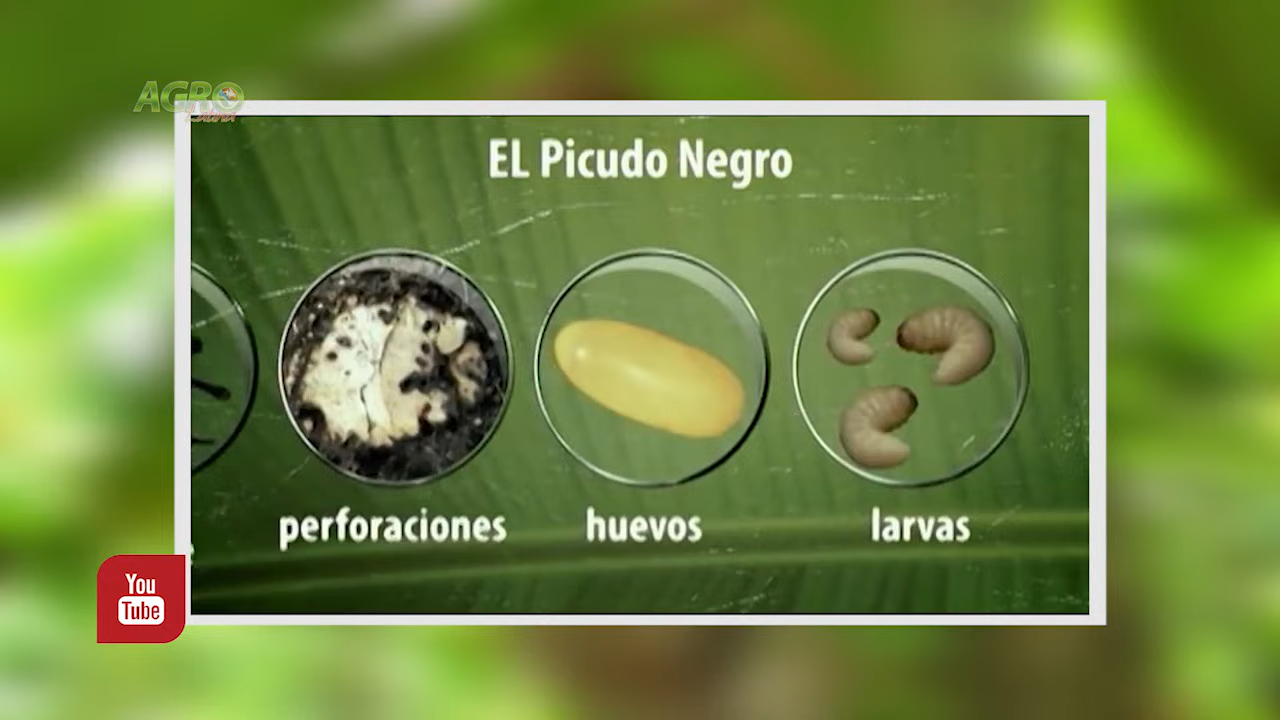 AGRO
EL Picudo Negro
perforaciones
huevos
larvas
You
Tube